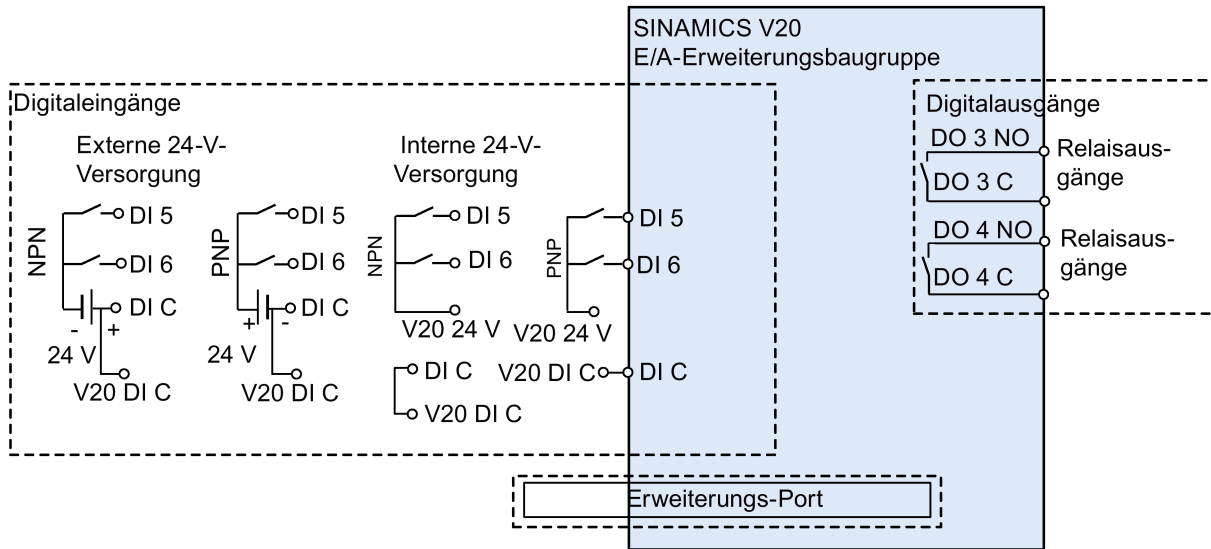 SINAMICS V20
E/A-Erweiterungsbaugruppe
Digitaleingänge
Externe 24-V-
Versorgung
NPN
DI 5
DI 6
DI C
- +
24 V
V20 DI C
PNP
DI 5
DI 6
DI C
+ -
24 V
V20 DI C
Interne 24-V-
Versorgung
NPN
DI 5
DI 6
V20 24 V
DI C
V20 DI C
PNP
DI 5
DI 6
V20 24 V
V20 DI C
DI C
Digitalausgänge
DO 3 NO
DO 3 C
Relaisaus-
gänge
DO 4 NO
DO 4 C
Relaisaus-
gänge
Erweiterungs-Port